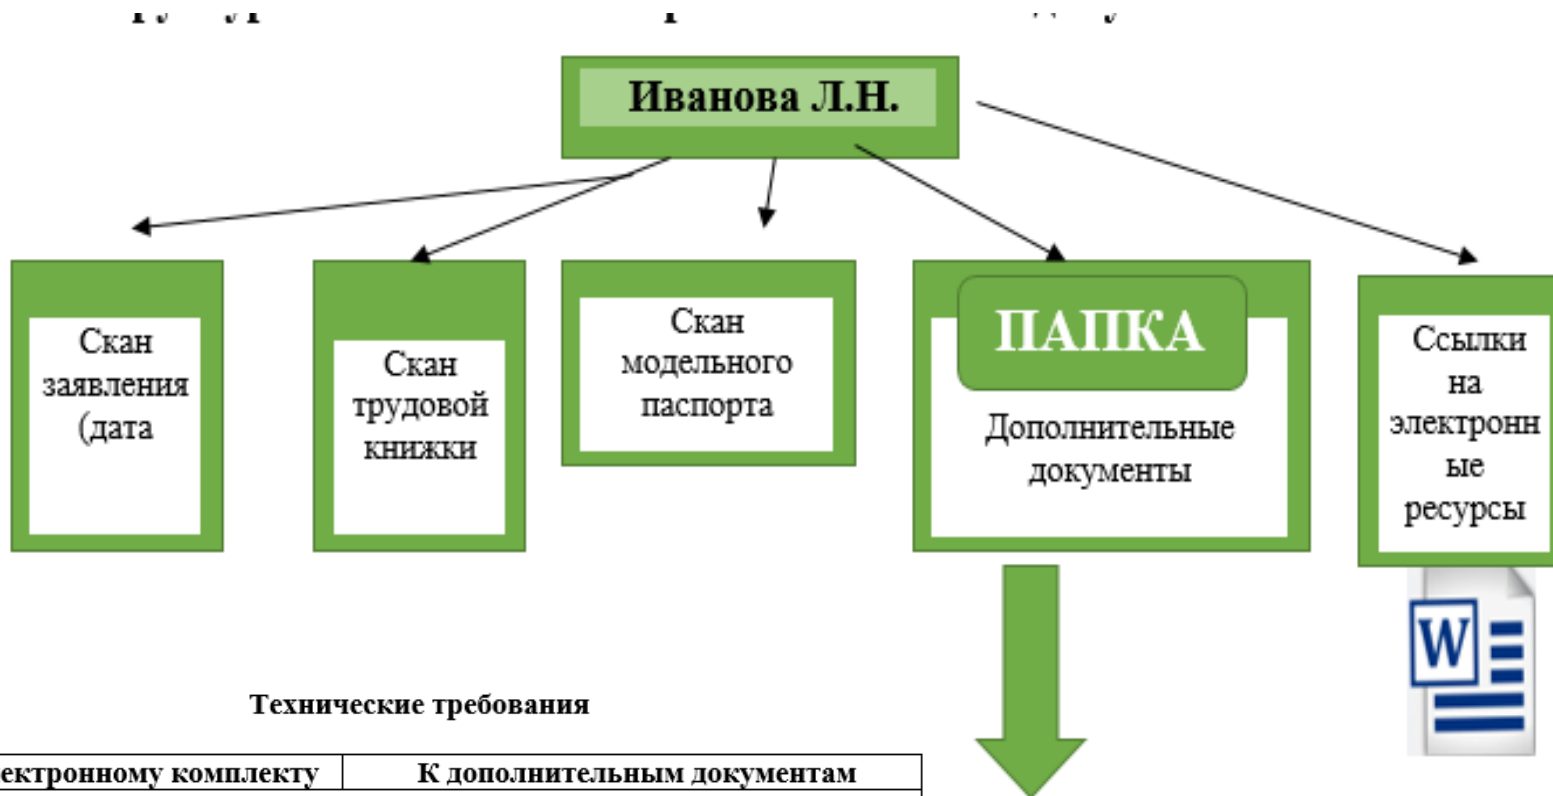 Иванова Л.Н.
Скан
заявления
(дата
Скан
трудовой
книжки
Скан
модельного
паспорта
ПАПКА
Дополнительные
документы
Ссылки
на
электронн
ые
ресурсы
W
Технические требования
ектронному комплекту
К дополнительным документам